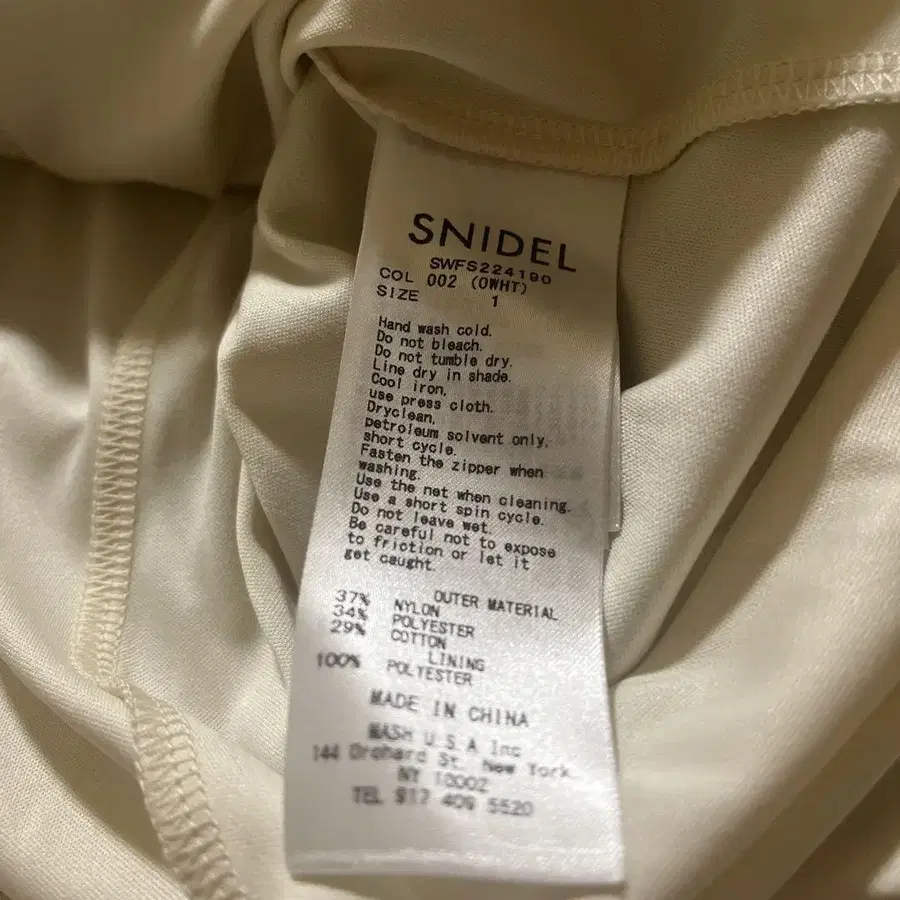 SNIDEL
SWFS224190
COL 002 (OWHT)
SIZE 1
Hand wash cold.
Do not bleach.
Do not tumble dry.
Line dry in shade.
Cool iron,
use press cloth.
Dryclean,
petroleum solvent only,
short cycle.
Fasten the zipper when
washing.
Use the net when cleaning.
Use a short spin cycle.
Do not leave wet.
Be careful not to expose
to friction or let it
get caught.
OUTER MATERIAL
37% NYLON
34% POLYESTER
29% COTTON
LINING
100% POLYESTER
MADE IN CHINA
MASH U.S.A Inc
144 Orchard St. New York
NY 10002
TEL 917 409 5520